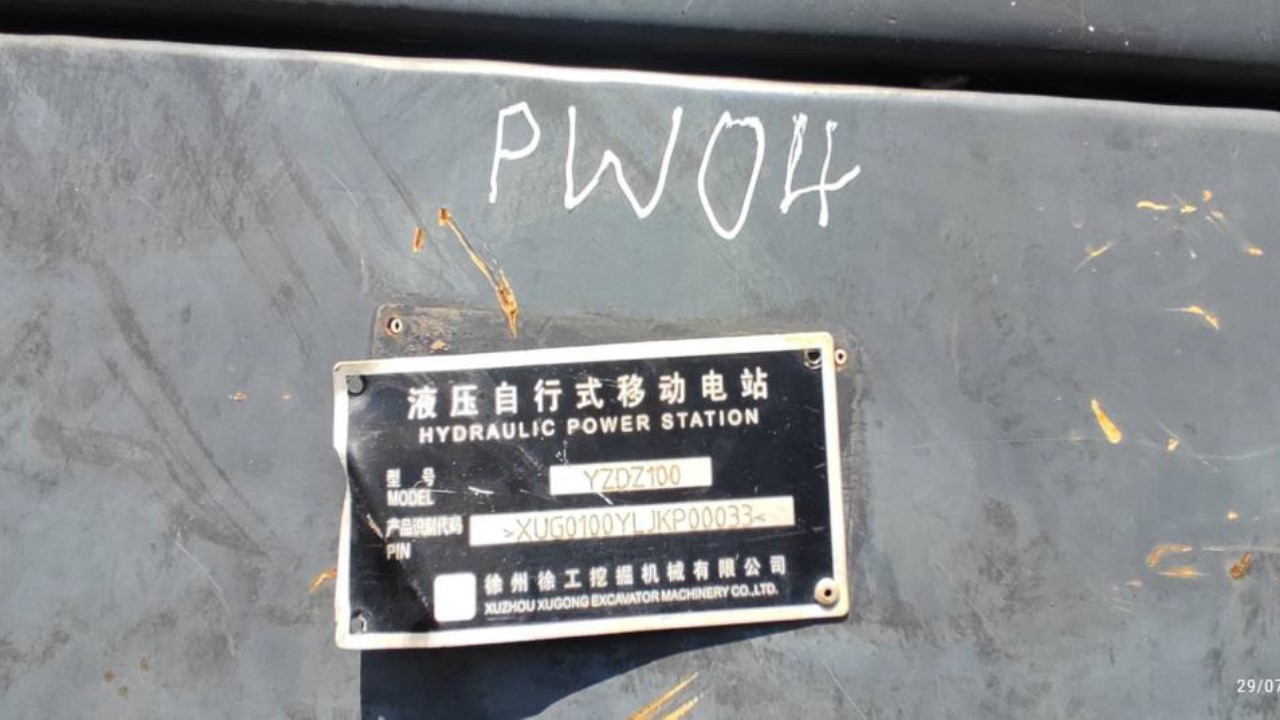 PW04
液压自行式移动电站
HYDRAULIC POWER STATION
型号
MODEL
YZDZ100
产品识别代码
PIN
>XUG0100YLJKP00033<
徐州徐工挖掘机械有限公司
XUZHOU XUGONG EXCAVATOR MACHINERY CO.,LTD.
29/07